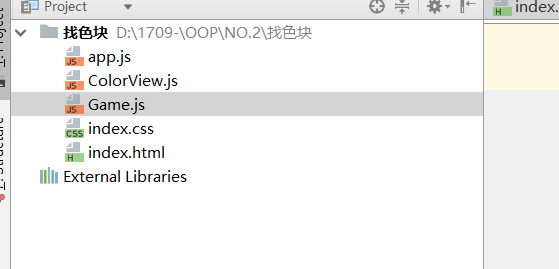 Project
index.
找色块 D:\1709-\OOP\NO.2\找色块
app.js
ColorView.js
Game.js
index.css
index.html
External Libraries
Z: Structure